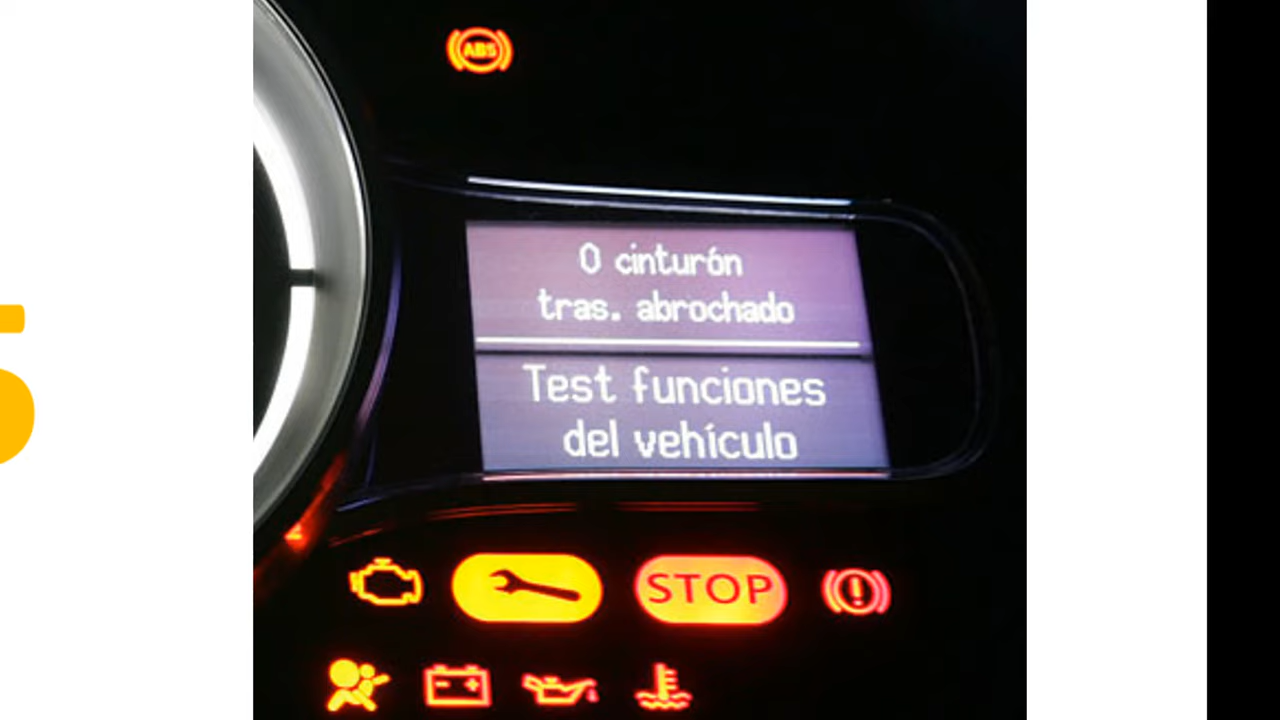 ABS
0 cinturón
tras. abrochado
Test funciones
del vehículo
STOP